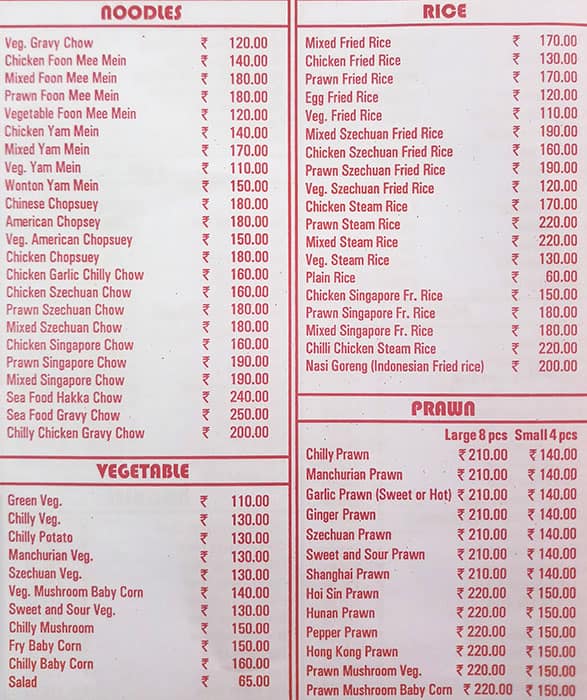 NOODLES
Veg. Gravy Chow ₹ 120.00
Chicken Foon Mee Mein ₹ 140.00
Mixed Foon Mee Mein ₹ 180.00
Prawn Foon Mee Mein ₹ 180.00
Vegetable Foon Mee Mein ₹ 120.00
Chicken Yam Mein ₹ 140.00
Mixed Yam Mein ₹ 170.00
Veg. Yam Mein ₹ 110.00
Wonton Yam Mein ₹ 150.00
Chinese Chopsuey ₹ 180.00
American Chopsey ₹ 180.00
Veg. American Chopsuey ₹ 150.00
Chicken Chopsuey ₹ 180.00
Chicken Garlic Chilly Chow ₹ 160.00
Chicken Szechuan Chow ₹ 160.00
Prawn Szechuan Chow ₹ 180.00
Mixed Szechuan Chow ₹ 180.00
Chicken Singapore Chow ₹ 160.00
Prawn Singapore Chow ₹ 190.00
Mixed Singapore Chow ₹ 190.00
Sea Food Hakka Chow ₹ 240.00
Sea Food Gravy Chow ₹ 250.00
Chilly Chicken Gravy Chow ₹ 200.00
VEGETABLE
Green Veg. ₹ 110.00
Chilly Veg. ₹ 130.00
Chilly Potato ₹ 130.00
Manchurian Veg. ₹ 130.00
Szechuan Veg. ₹ 130.00
Veg. Mushroom Baby Corn ₹ 140.00
Sweet and Sour Veg. ₹ 130.00
Chilly Mushroom ₹ 150.00
Fry Baby Corn ₹ 150.00
Chilly Baby Corn ₹ 160.00
Salad ₹ 65.00
RICE
Mixed Fried Rice ₹ 170.00
Chicken Fried Rice ₹ 130.00
Prawn Fried Rice ₹ 170.00
Egg Fried Rice ₹ 120.00
Veg. Fried Rice ₹ 110.00
Mixed Szechuan Fried Rice ₹ 190.00
Chicken Szechuan Fried Rice ₹ 160.00
Prawn Szechuan Fried Rice ₹ 190.00
Veg. Szechuan Fried Rice ₹ 120.00
Chicken Steam Rice ₹ 170.00
Prawn Steam Rice ₹ 220.00
Mixed Steam Rice ₹ 220.00
Veg. Steam Rice ₹ 130.00
Plain Rice ₹ 60.00
Chicken Singapore Fr. Rice ₹ 150.00
Prawn Singapore Fr. Rice ₹ 180.00
Mixed Singapore Fr. Rice ₹ 180.00
Chilli Chicken Steam Rice ₹ 220.00
Nasi Goreng (Indonesian Fried rice) ₹ 200.00
PRAWN
Large 8 pcs Small 4 pcs
Chilly Prawn ₹ 210.00 ₹ 140.00
Manchurian Prawn ₹ 210.00 ₹ 140.00
Garlic Prawn (Sweet or Hot) ₹ 210.00 ₹ 140.00
Ginger Prawn ₹ 210.00 ₹ 140.00
Szechuan Prawn ₹ 210.00 ₹ 140.00
Sweet and Sour Prawn ₹ 210.00 ₹ 140.00
Shanghai Prawn ₹ 210.00 ₹ 140.00
Hoi Sin Prawn ₹ 220.00 ₹ 150.00
Hunan Prawn ₹ 220.00 ₹ 150.00
Pepper Prawn ₹ 220.00 ₹ 150.00
Hong Kong Prawn ₹ 220.00 ₹ 150.00
Prawn Mushroom Veg. ₹ 220.00 ₹ 150.00
Prawn Mushroom Baby Corn ₹ 220.00 ₹ 150.00